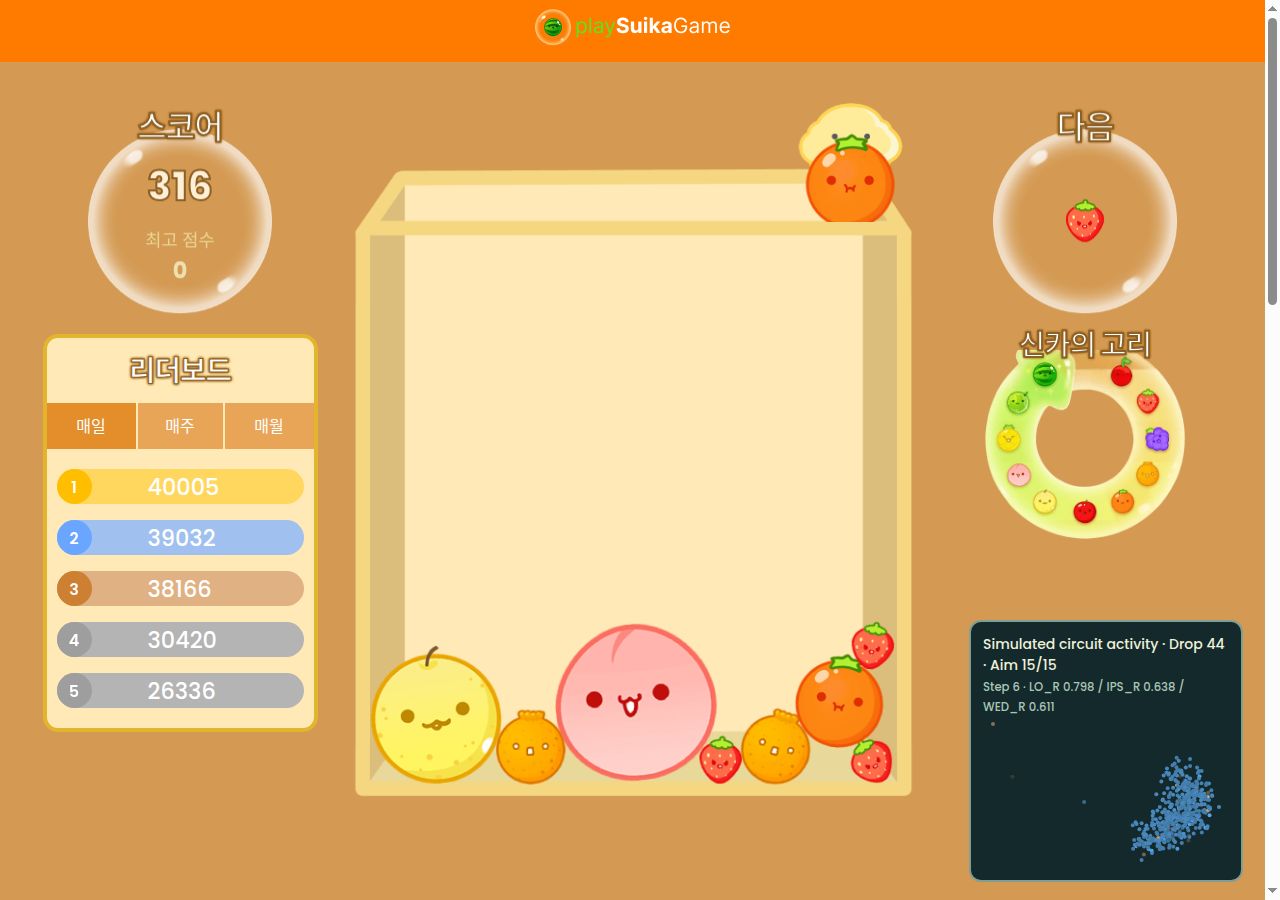 playSuikaGame
스코어
316
최고 점수
0
리더보드
매일 매주 매월
1 40005
2 39032
3 38166
4 30420
5 26336
다음
신카의 고리
Simulated circuit activity · Drop 44
· Aim 15/15
Step 6 · LO_R 0.798 / IPS_R 0.638 /
WED_R 0.611